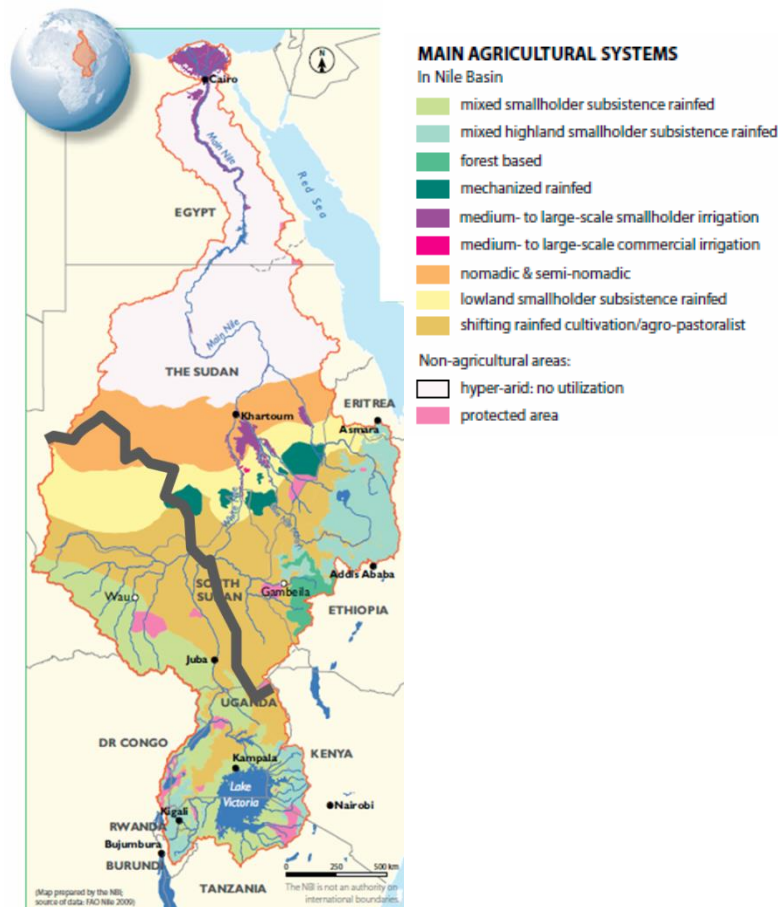 MAIN AGRICULTURAL SYSTEMS
In Nile Basin
mixed smallholder subsistence rainfed
mixed highland smallholder subsistence rainfed
forest based
mechanized rainfed
medium- to large-scale smallholder irrigation
medium- to large-scale commercial irrigation
nomadic & semi-nomadic
lowland smallholder subsistence rainfed
shifting rainfed cultivation/agro-pastoralist
Non-agricultural areas:
hyper-arid: no utilization
protected area
N
Cairo
Main Nile
Red Sea
EGYPT
Main Nile
THE SUDAN
ERITREA
Khartoum
Asmara
White Nile
Addis Ababa
SOUTH
SUDAN
Gambeila
Wau
ETHIOPIA
Juba
UGANDA
DR CONGO
KENYA
Kampala
Lake
Victoria
Nairobi
Kigali
RWANDA
Bujumbura
BURUNDI
TANZANIA
0 250 500 km
(Map prepared by the NBI;
source of data: FAO Nile 2009)
The NBI is not an authority on
international boundaries